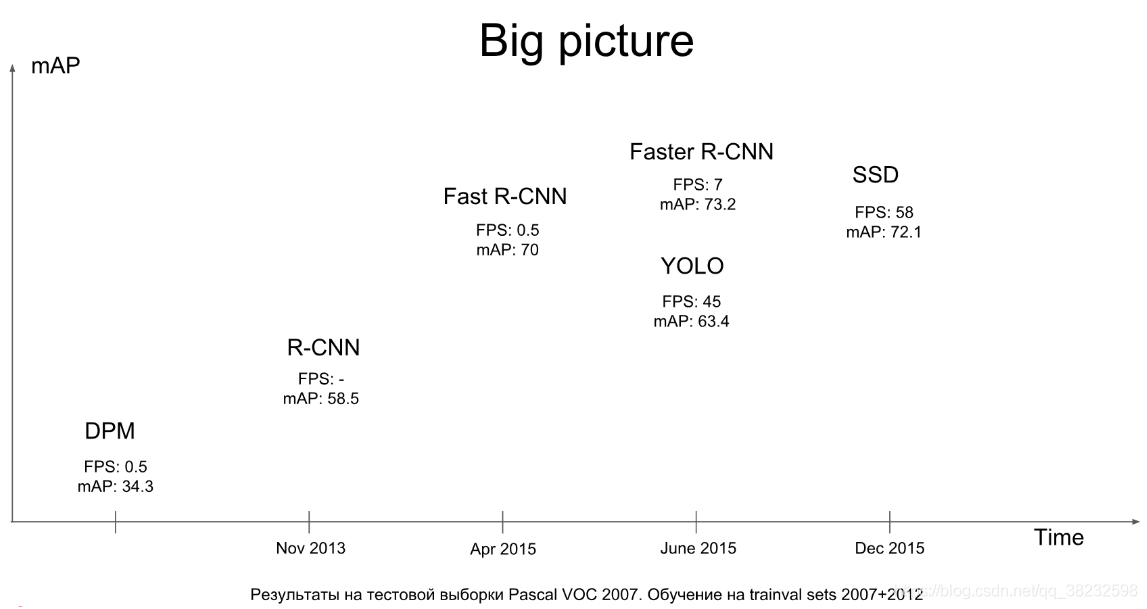 Big picture
mAP
Faster R-CNN
FPS: 7
mAP: 73.2
SSD
FPS: 58
mAP: 72.1
Fast R-CNN
FPS: 0.5
mAP: 70
YOLO
FPS: 45
mAP: 63.4
R-CNN
FPS: -
mAP: 58.5
DPM
FPS: 0.5
mAP: 34.3
Nov 2013
Apr 2015
June 2015
Dec 2015
Time
Результаты на тестовой выборки Pascal VOC 2007. Обучение на trainval sets 2007+2012
blog.csdn.net/qq_38232598